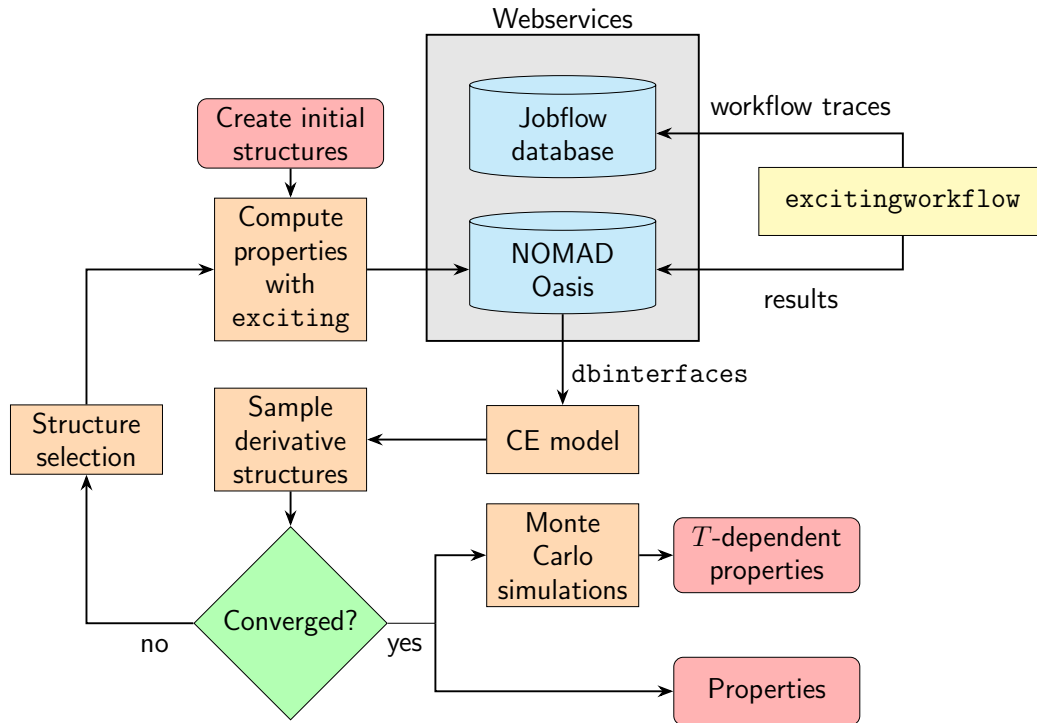 Webservices
Jobflow
database
workflow traces
Create initial
structures
excitingworkflow
Compute
properties
with
exciting
NOMAD
Oasis
results
dbinterfaces
Structure
selection
Sample
derivative
structures
CE model
Monte
Carlo
simulations
T-dependent
properties
Converged?
no
yes
Properties